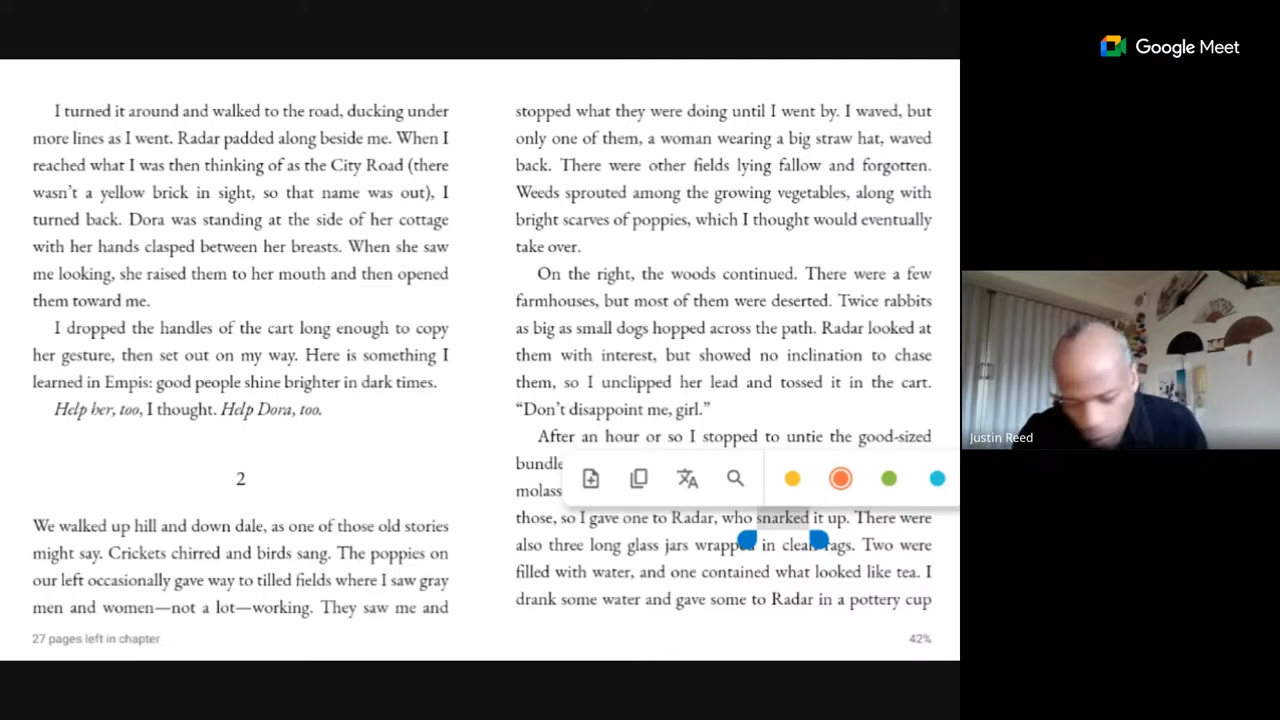 I turned it around and walked to the road, ducking under
more lines as I went. Radar padded along beside me. When I
reached what I was then thinking of as the City Road (there
wasn't a yellow brick in sight, so that name was out), I
turned back. Dora was standing at the side of her cottage
with her hands clasped between her breasts. When she saw
me looking, she raised them to her mouth and then opened
them toward me.
I dropped the handles of the cart long enough to copy
her gesture, then set out on my way. Here is something I
learned in Empis: good people shine brighter in dark times.
Help her, too, I thought. Help Dora, too.
2
We walked up hill and down dale, as one of those old stories
might say. Crickets chirred and birds sang. The poppies on
our left occasionally gave way to tilled fields where I saw gray
men and women—not a lot—working. They saw me and
27 pages left in chapter
stopped what they were doing until I went by. I waved, but
only one of them, a woman wearing a big straw hat, waved
back. There were other fields lying fallow and forgotten.
Weeds sprouted among the growing vegetables, along with
bright scarves of poppies, which I thought would eventually
take over.
On the right, the woods continued. There were a few
farmhouses, but most of them were deserted. Twice rabbits
as big as small dogs hopped across the path. Radar looked at
them with interest, but showed no inclination to chase
them, so I unclipped her lead and tossed it in the cart.
"Don't disappoint me, girl."
After an hour or so I stopped to untie the good-sized
bundle
molass
those, so I gave one to Radar, who snarked it up. There were
also three long glass jars wrapped in clean rags. Two were
filled with water, and one contained what looked like tea. I
drank some water and gave some to Radar in a pottery cup
42%
Google Meet
Justin Reed